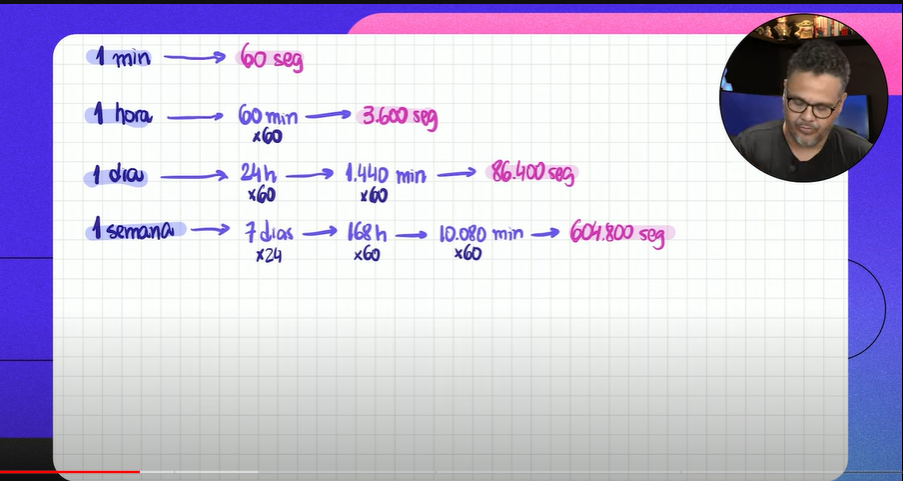 1 min → 60 seg
1 hora → 60 min → 3.600 seg
x60
1 dia → 24 h → 1.440 min → 86.400 seg
x60 x60
1 semana → 7 dias → 168 h → 10.080 min → 604.800 seg
x24 x60 x60